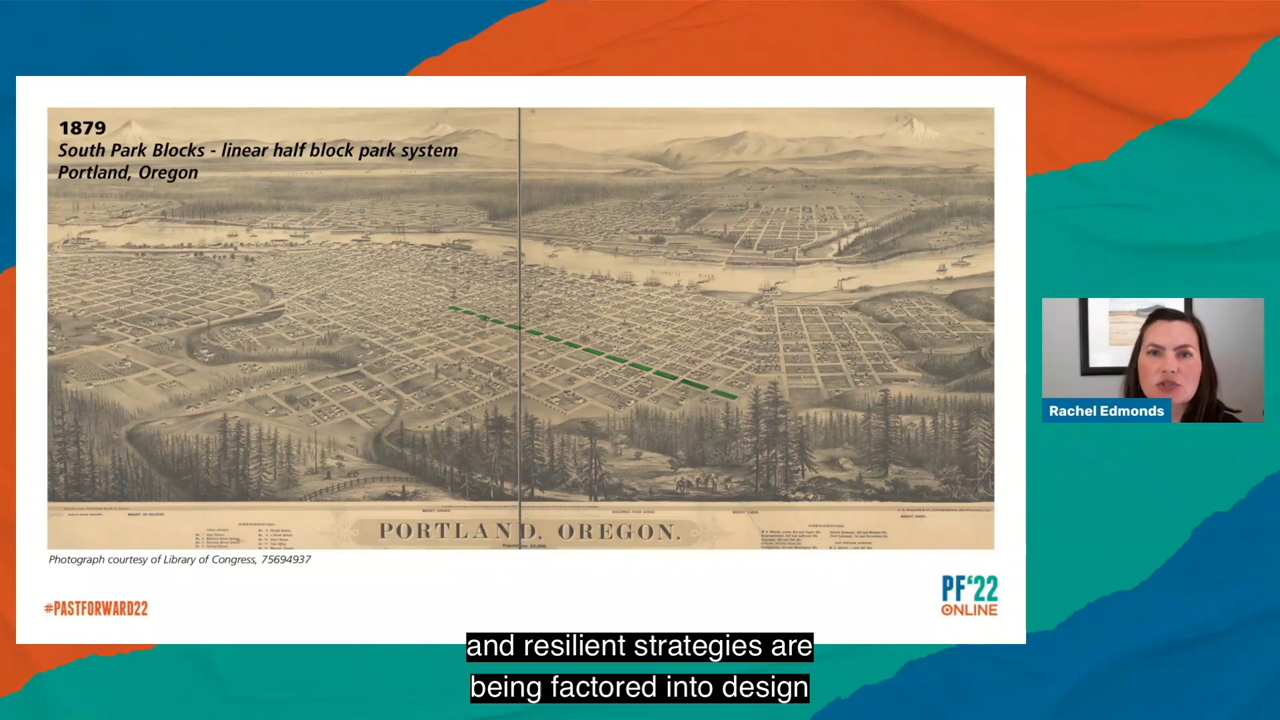 1879
South Park Blocks - linear half block park system
Portland, Oregon
PORTLAND, OREGON.
Photograph courtesy of Library of Congress, 75694937
#PASTFORWARD22
PF'22
ONLINE
Rachel Edmonds
and resilient strategies are
being factored into design